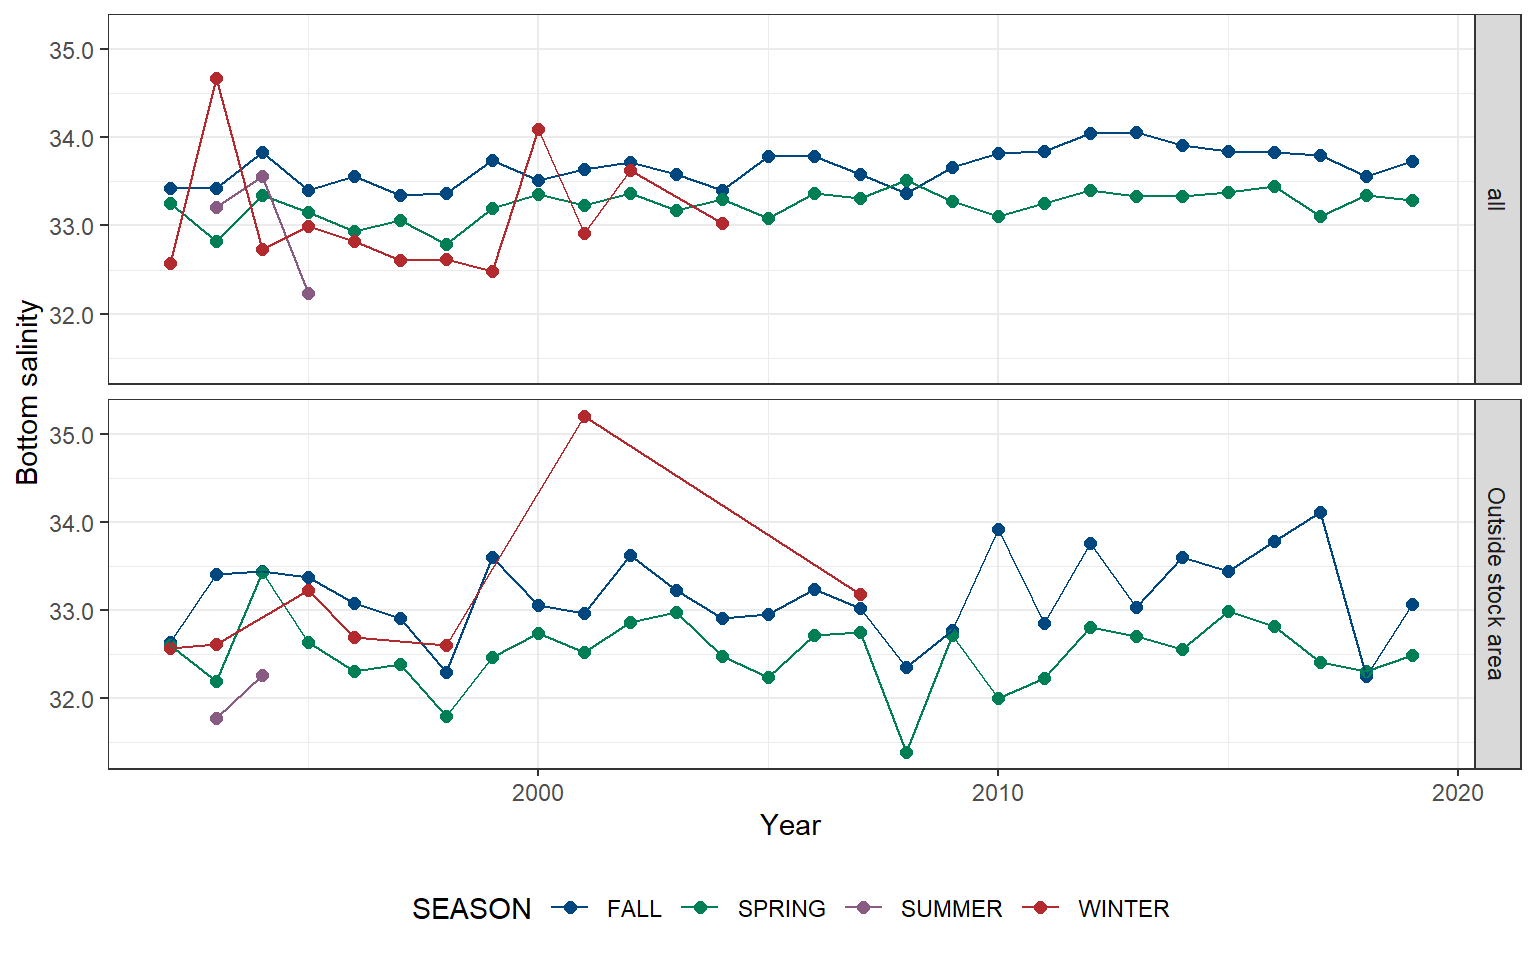 35.0
34.0
33.0
32.0
all
35.0
34.0
33.0
32.0
Outside stock area
Bottom salinity
2000 2010 2020
Year
SEASON FALL SPRING SUMMER WINTER